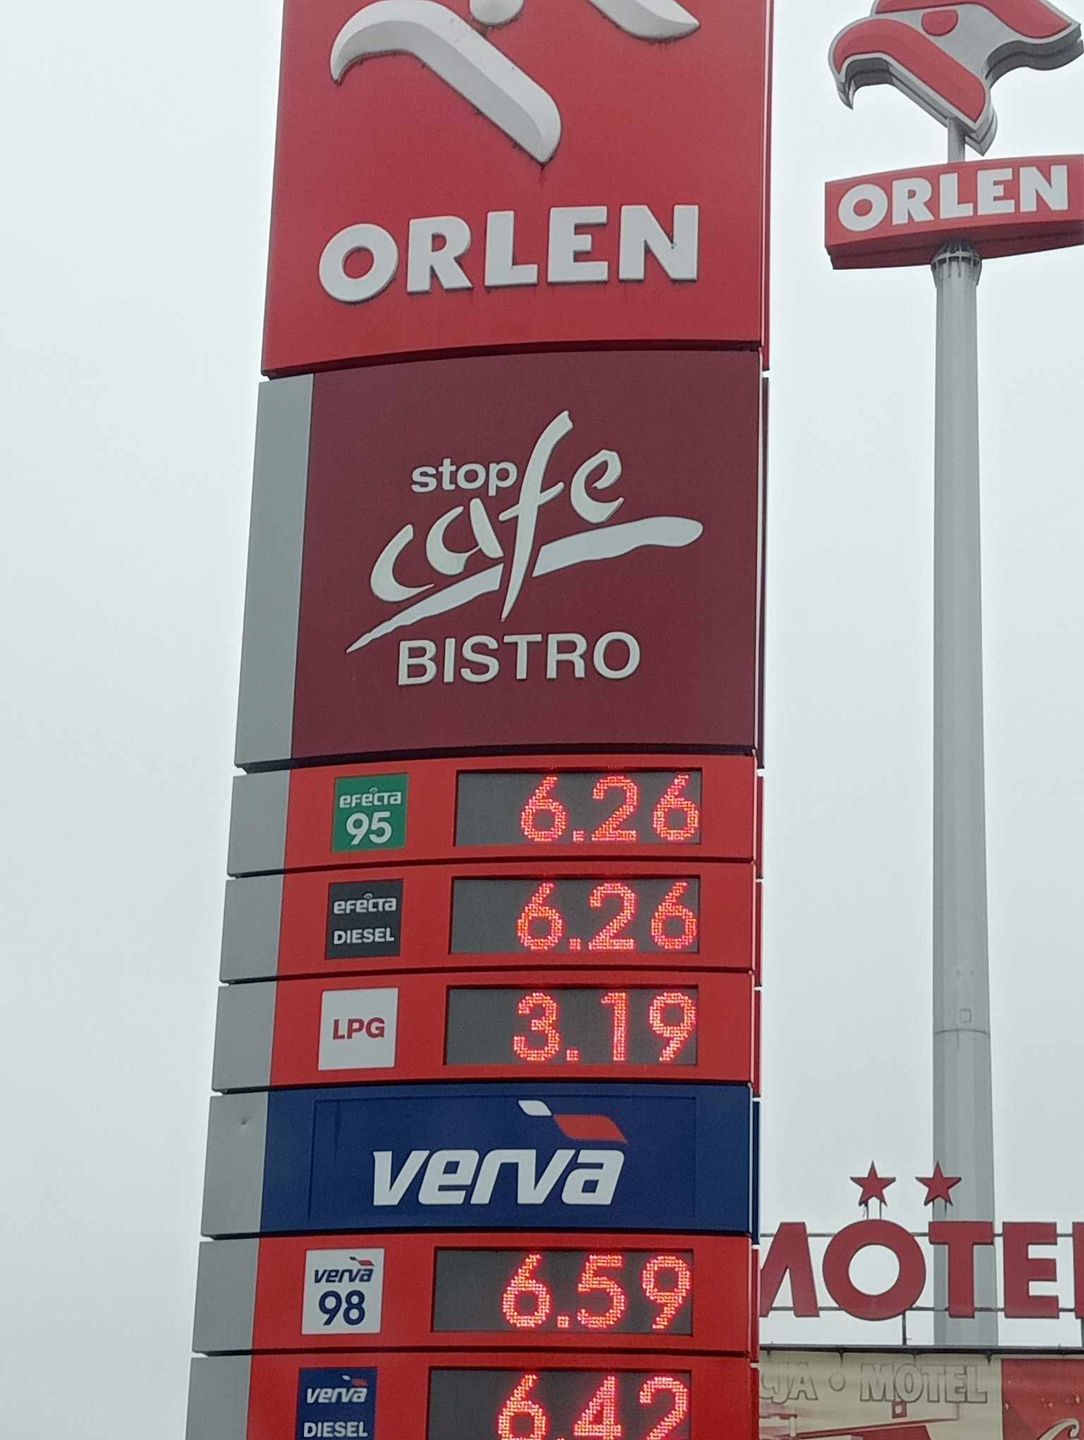 ORLEN
ORLEN
stop
cafe
BISTRO
efecta
95
6.26
efecta
DIESEL
6.26
LPG
3.19
verva
verva
98
6.59
verva
DIESEL
6.42
MOTEL
MOTEL